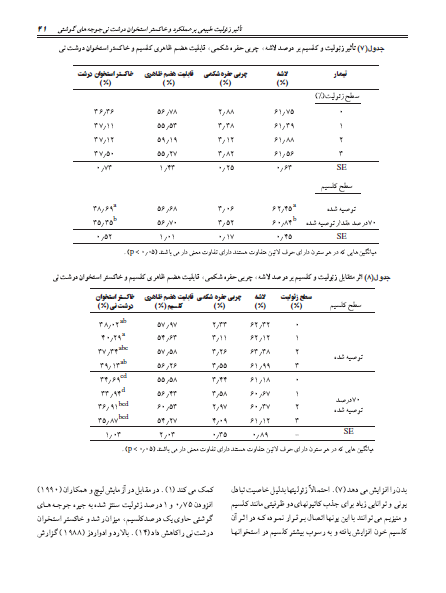 تأثیر زئولیت طبیعی بر عملکرد و خاکستر استخوان درشت نی جوجه های گوشتی ۴۱
جدول(۷) تأثیر زئولیت و کلسیم بر درصد لاشه، چربی حفره شکمی، قابلیت هضم ظاهری کلسیم و خاکستر استخوان درشت نی
تیمار لاشه (%) چربی حفره شکمی (%) قابلیت هضم ظاهری (%) خاکستر استخوان درشت (%)
سطح زئولیت(%)
۰ ۶۱٫۷۵ ۲٫۸۸ ۵۶٫۷۸ ۳۶٫۳۶
۱ ۶۱٫۳۹ ۳٫۳۸ ۵۵٫۵۳ ۳۷٫۱۱
۲ ۶۱٫۸۸ ۳٫۱۲ ۵۹٫۱۹ ۳۷٫۱۲
۳ ۶۱٫۵۶ ۳٫۸۲ ۵۵٫۲۷ ۳۷٫۵۰
SE ۰٫۶۳ ۰٫۲۵ ۱٫۴۳ ۰٫۷۳
سطح کلسیم
توصیه شده ۶۲٫۴۵a ۳٫۰۶ ۵۶٫۶۸ ۳۸٫۶۹a
۷۰درصد مقدار توصیه شده ۶۰٫۸۴b ۳٫۵۲ ۵۶٫۷۰ ۳۵٫۳۵b
SE ۰٫۴۵ ۰٫۱۷ ۱٫۰۱ ۰٫۵۲
میانگین هایی که در هر ستون دارای حرف لاتین متفاوت هستند دارای تفاوت معنی دار می باشند (p < ۰٫۰۵) .
جدول(۸) اثر متقابل زئولیت و کلسیم بر درصد لاشه، چربی حفره شکمی، قابلیت هضم ظاهری کلسیم و خاکستر استخوان درشت نی
سطح کلسیم سطح زئولیت (%) لاشه (%) چربی حفره شکمی (%) قابلیت هضم ظاهری کلسیم (%) خاکستر استخوان درشت نی (%)
۰ ۶۲٫۳۲ ۲٫۳۳ ۵۷٫۹۷ ۳۸٫۰۲ab
۱ ۶۲٫۱۲ ۳٫۱۱ ۵۴٫۶۳ ۴۰٫۲۹a
۲ ۶۳٫۳۸ ۳٫۲۶ ۵۷٫۵۸ ۳۷٫۳۴abc
توصیه شده ۳ ۶۱٫۹۹ ۳٫۵۵ ۵۶٫۲۶ ۳۹٫۱۳ab
۰ ۶۱٫۱۸ ۳٫۴۴ ۵۵٫۵۸ ۳۴٫۶۹cd
۷۰درصد ۱ ۶۰٫۶۷ ۳٫۵۸ ۵۶٫۴۳ ۳۳٫۹۴d
توصیه شده ۲ ۶۰٫۳۷ ۲٫۹۷ ۶۰٫۵۳ ۳۶٫۹۱bcd
۳ ۶۱٫۱۲ ۴٫۰۹ ۵۴٫۲۷ ۳۵٫۸۷bcd
SE – ۰٫۸۹ ۰٫۳۵ ۲٫۰۳ ۱٫۰۳
میانگین هایی که در هر ستون دارای حرف لاتین متفاوت هستند دارای تفاوت معنی دار می باشند (p < ۰٫۰۵) .
بدن را افزایش می دهد (۷). احتمالاً زئولیتها بدلیل خاصیت تبادل
یونی و توانایی زیاد برای جذب کاتیونهای دو ظرفیتی مانند کلسیم
و منیزیم می توانند با این یونها اتصال برقرار نموده که در اثر آن
کلسیم خون افزایش یافته و به رسوب بیشتر کلسیم در استخوانها
کمک می کند (۱). در مقابل در آزمایش لیچ و همکاران (۱۹۹۰)
افزودن ۰٫۷۵ و ۱ درصد زئولیت سنتز شده به جیره جوجه های
گوشتی حاوی یک درصدکلسیم، میزان رشد و خاکستر استخوان
درشت نی را کاهش داد(۱۴). بالارد و ادواردز (۱۹۸۸) گزارش